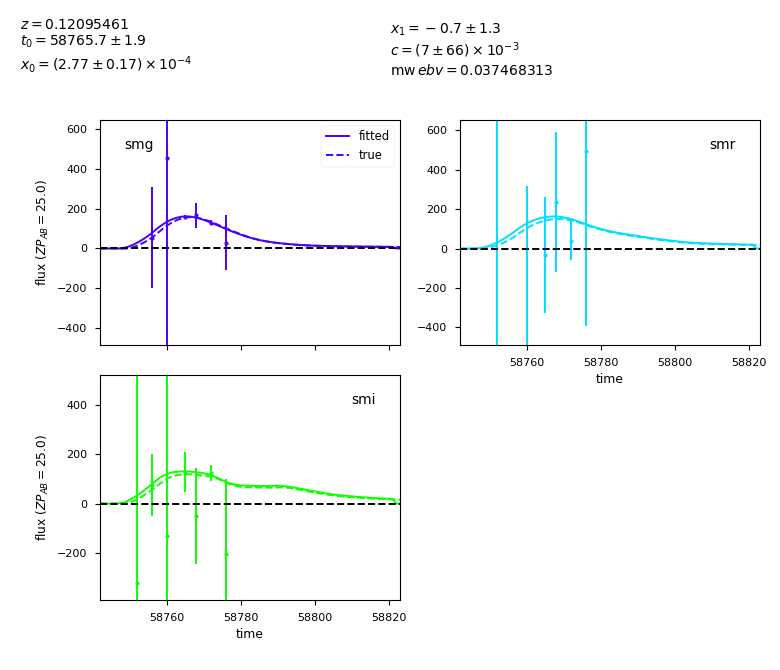 z = 0.12095461
t₀ = 58765.7 ± 1.9
x₀ = (2.77 ± 0.17) × 10⁻⁴
x₁ = −0.7 ± 1.3
c = (7 ± 66) × 10⁻³
mw ebv = 0.037468313
smg
fitted
true
600
400
200
0
−200
−400
flux (ZP_AB = 25.0)
smr
600
400
200
0
−200
−400
58760 58780 58800 58820
time
smi
400
200
0
−200
flux (ZP_AB = 25.0)
58760 58780 58800 58820
time